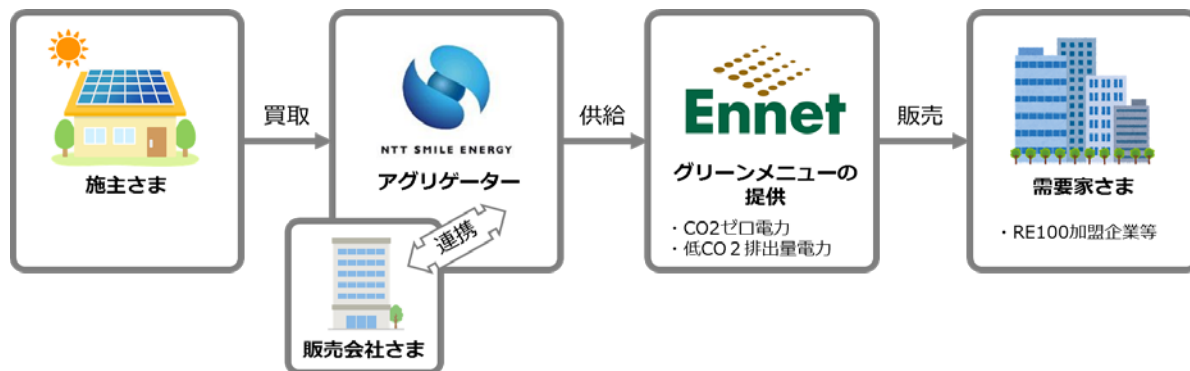 施主さま
買取
NTT SMILE ENERGY
アグリゲーター
連携
販売会社さま
供給
Ennet
グリーンメニューの
提供
・CO2ゼロ電力
・低CO２排出量電力
販売
需要家さま
・RE100加盟企業等